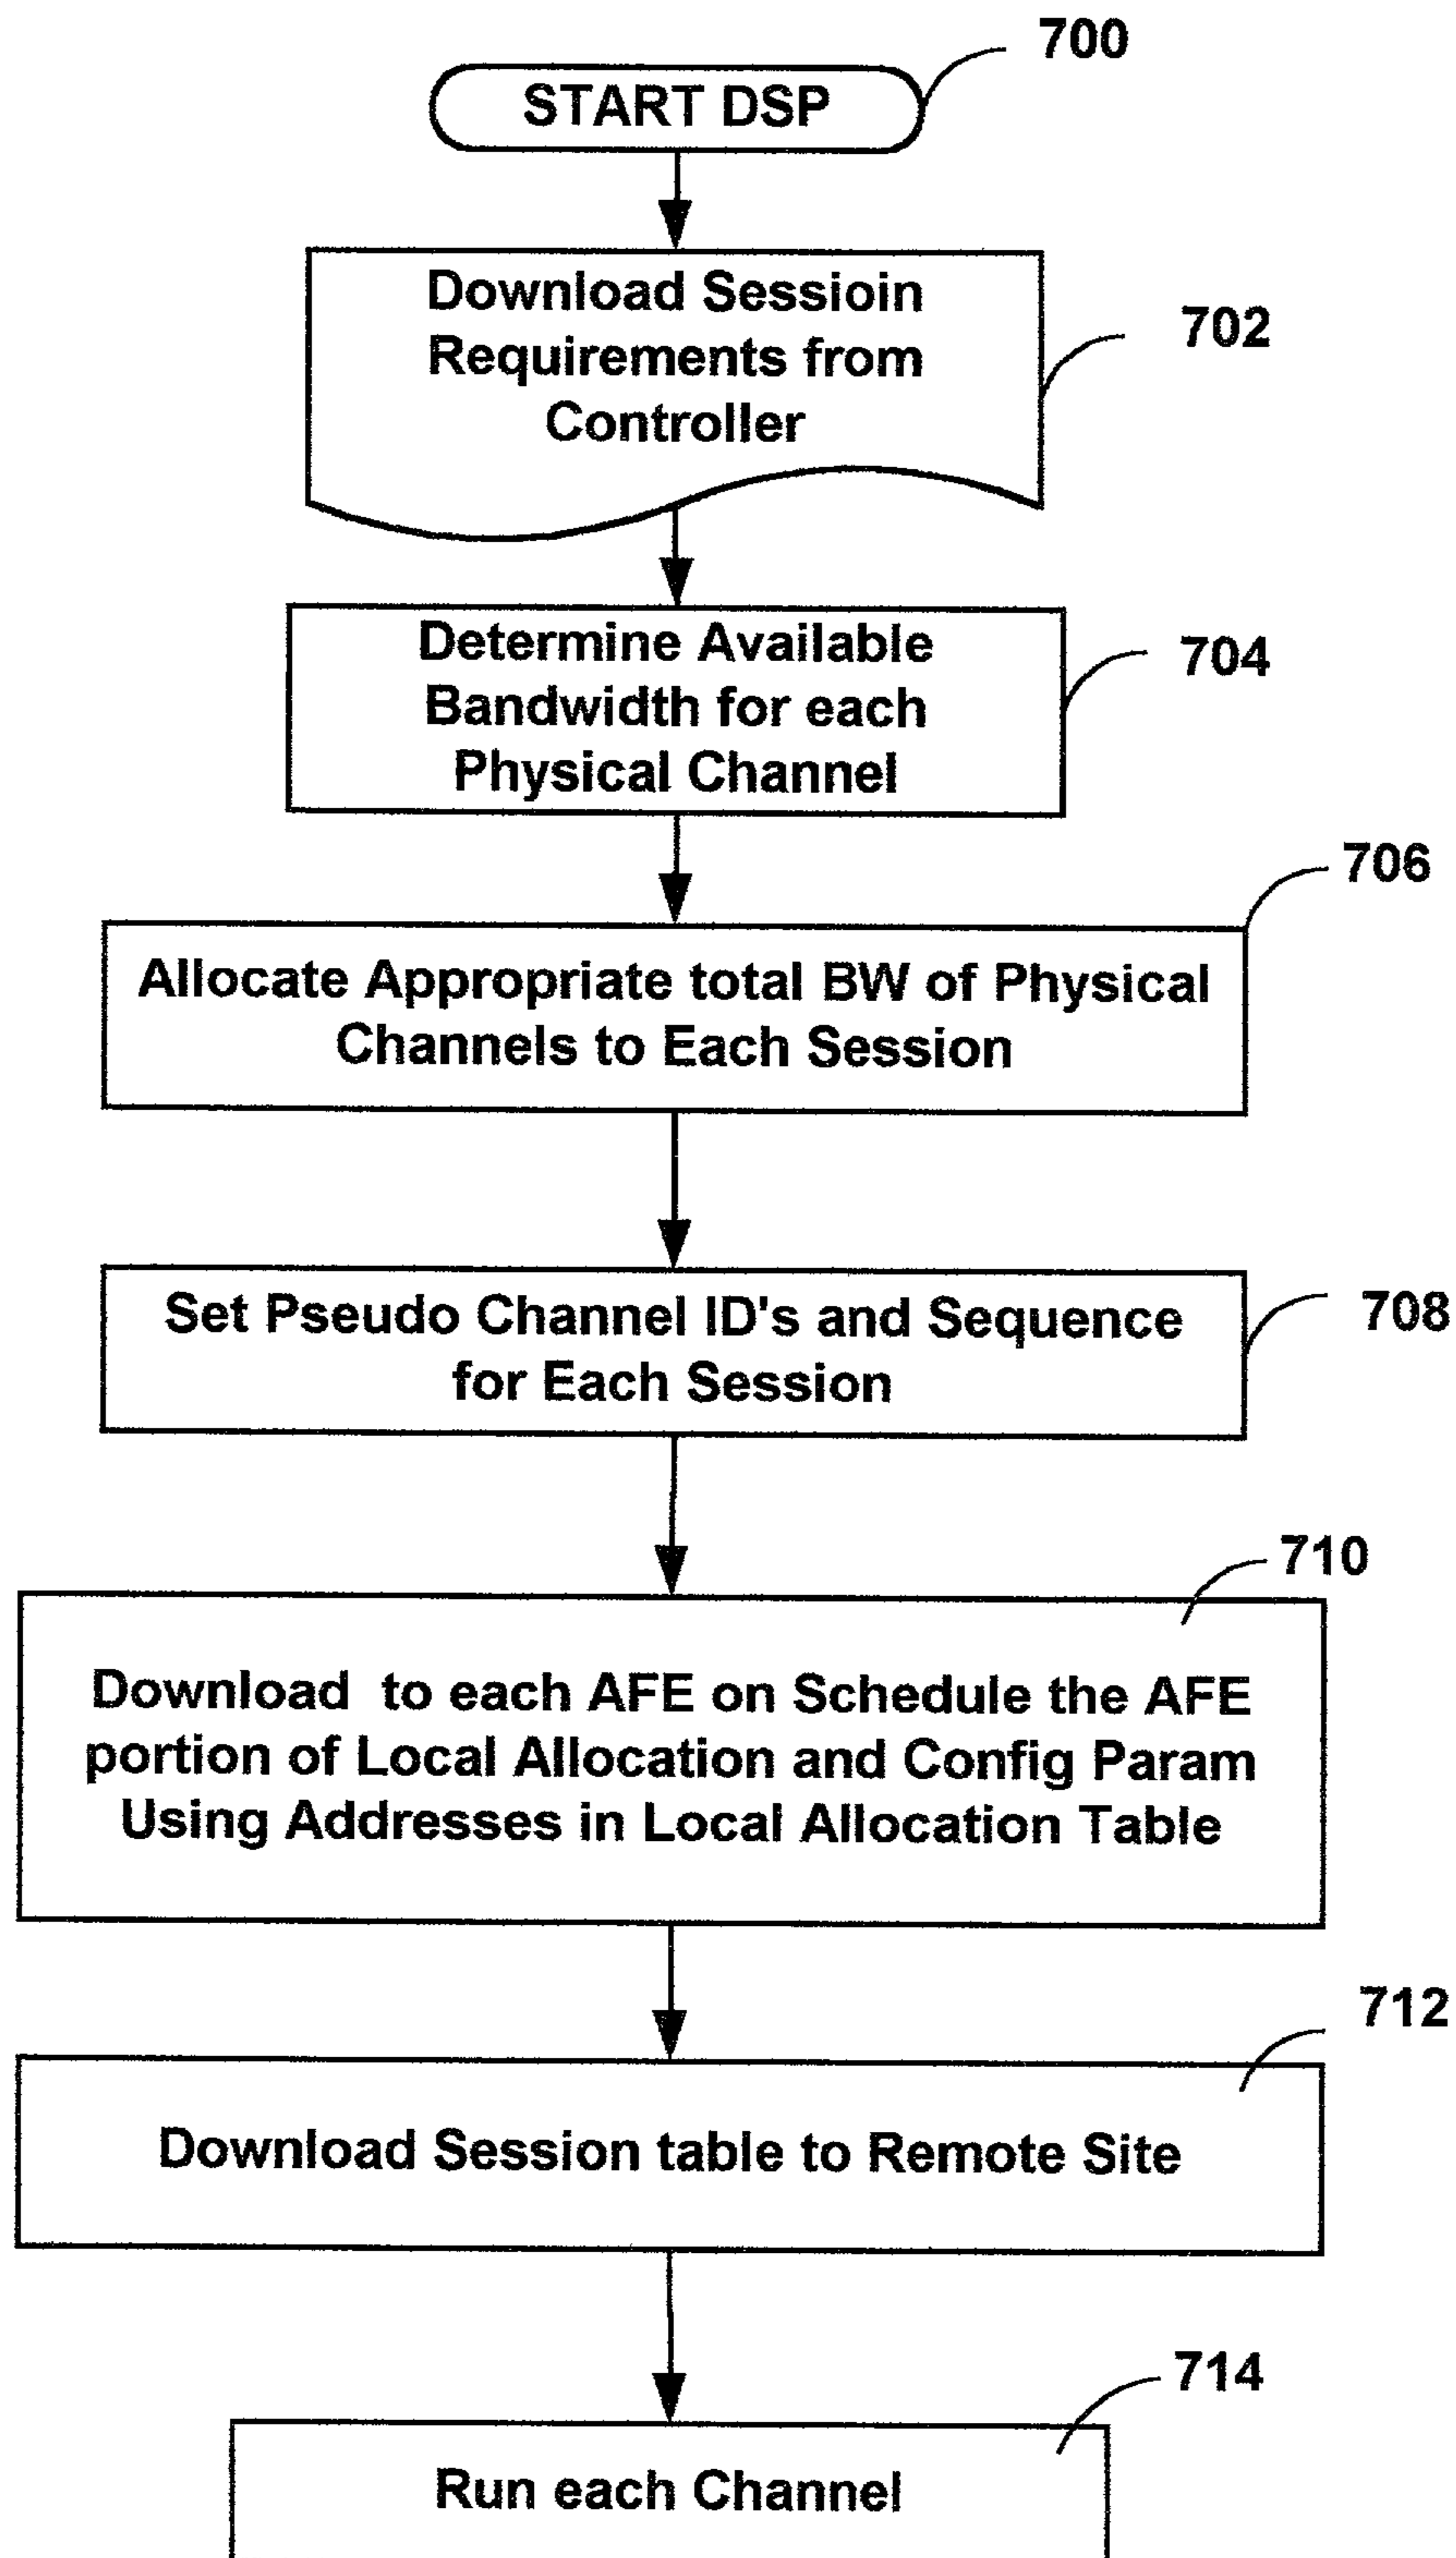 700
START DSP
Download Sessioin
Requirements from
Controller
702
Determine Available
Bandwidth for each
Physical Channel
704
706
Allocate Appropriate total BW of Physical
Channels to Each Session
Set Pseudo Channel ID's and Sequence
for Each Session
708
710
Download to each AFE on Schedule the AFE
portion of Local Allocation and Config Param
Using Addresses in Local Allocation Table
712
Download Session table to Remote Site
714
Run each Channel